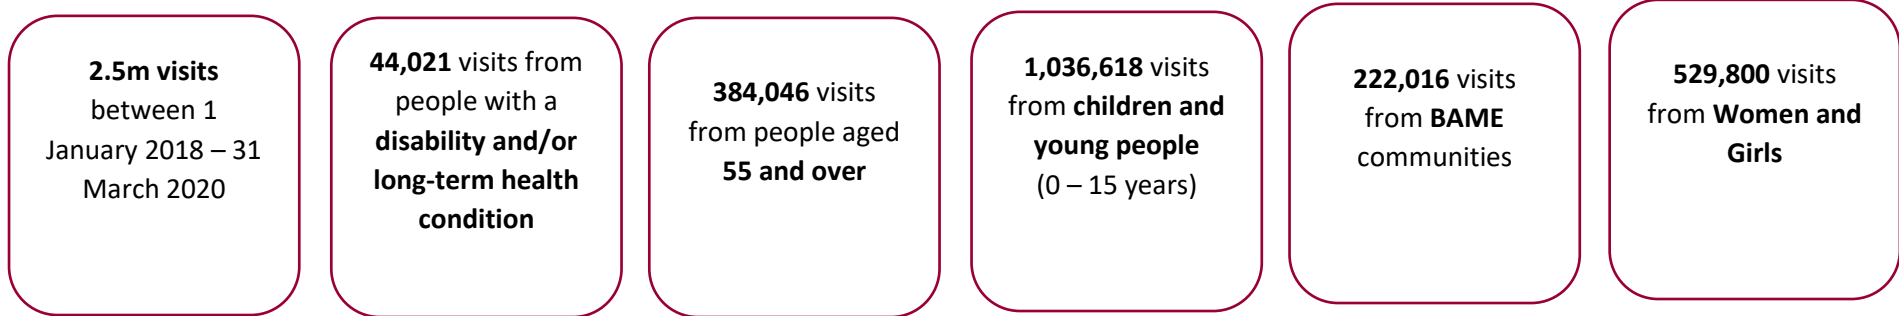 2.5m visits
between 1
January 2018 – 31
March 2020
44,021 visits from
people with a
disability and/or
long-term health
condition
384,046 visits
from people aged
55 and over
1,036,618 visits
from children and
young people
(0 – 15 years)
222,016 visits
from BAME
communities
529,800 visits
from Women and
Girls